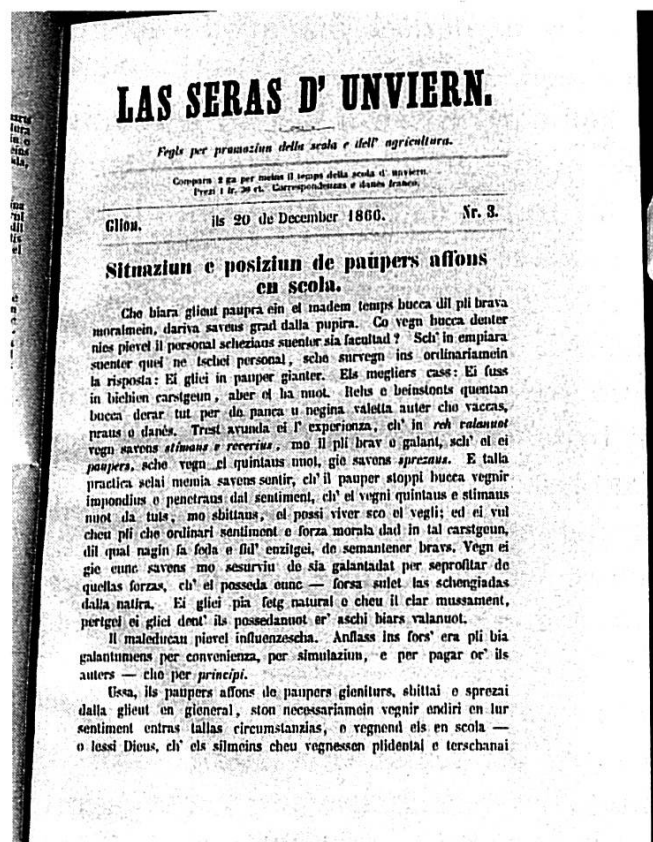 LAS SERAS D' UNVIERN.
Fegls per promoziun della scola e dell' agricultura.
Compara 2 ga per meins il temps della scola d' unviern.
Prezi 1 fr. 20 ct. Correspondenzas e danés franco.
Glion. ils 20 de December 1866. Nr. 3.
Situaziun e posiziun de paupers affons
en scola.
Che biara glieut paupra ein el madem temps bucca dil pli brava
moralmein, dariva savens grad dalla pupira. Co vegn bucca denter
nies pievel il personal scheziaus suenter sia facultad? Sch' in empiara
suenter quei ne tschei personal, sche survegn ins ordinariamein
la risposta: Ei gliei in pauper gianter. Els megliers cass: Ei fuss
in bichien carstgeun, aber el ha nuot. Rehs e beinstonts quentan
bucca derar tut per de panca u negina valetta auter che vaccas,
praus e danés. Trest avunda ei l' experienza, ch' in reh calanuot
vegn savens stimaus e reverius, mo il pli brav e galant, sch' el ei
paupers, sche vegn el quintaus nuot, gie savens sprezaus. E talla
practica selai memia savens sentir, ch' il pauper stoppi bucca vegnir
impondius e penetraus dal sentiment, ch' el vegni quintaus e stimaus
nuot da tuts, mo sbittaus, el possi viver sco el vegli; ed ei vul
cheu pli che ordinari sentiment e forza morala dad in tal carstgeun,
dil qual nagin fa feda e fid' enzitgei, de semantener bravs. Vegn ei
gie eunc savens mo sesurviu de sia galantadat per seprofitar de
quellas forzas, ch' el posseda eunc — forsa sulet las schengiadas
dalla natira. Ei gliei pia fetg natural e cheu il clar mussament,
pertgei ei gliei dent' ils possedanuot er' aschi biars valanuot.
Il maleducau pievel influenzescha. Anflass ins fors' era pli bia
galantumens per convenienza, per simulaziun, e per pagar or' ils
auters — che per principi.
Ussa, ils paupers affons de paupers gieniturs, sbittai e sprezai
dalla glieut en gieneral, ston necessariamein vegnir endiri en lur
sentiment entras tallas circumstanzias, e vegnend els en scola —
o lessi Dieus, ch' els silmeins cheu vegnessen plidentai e terschanai